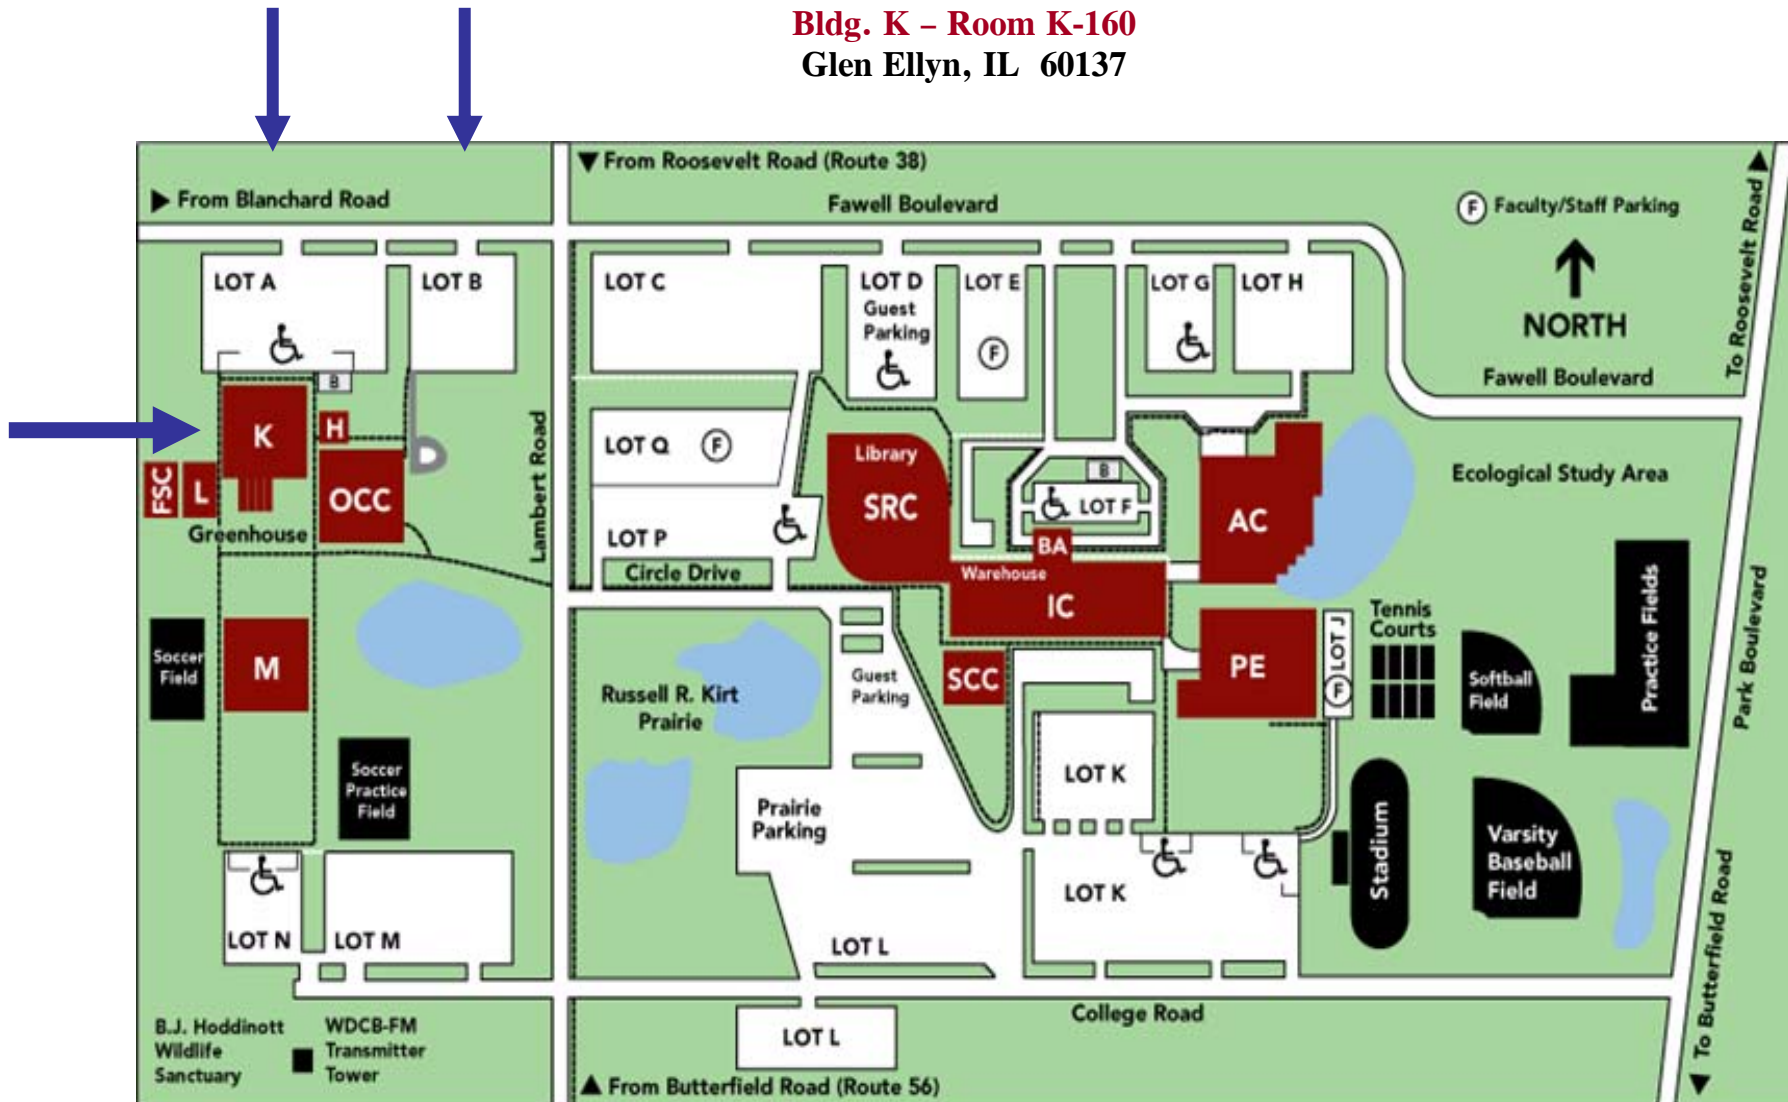 Bldg. K – Room K-160
Glen Ellyn, IL  60137
▼ From Roosevelt Road (Route 38)
► From Blanchard Road
Fawell Boulevard
F Faculty/Staff Parking
To Roosevelt Road ▲
NORTH
Fawell Boulevard
LOT A
LOT B
LOT C
LOT D
Guest
Parking
LOT E
F
LOT G
LOT H
B
K
H
FSC
L
OCC
Greenhouse
Lambert Road
LOT Q
F
LOT P
Circle Drive
Library
SRC
B
LOT F
BA
Warehouse
IC
AC
Ecological Study Area
Soccer
Field
M
Soccer
Practice
Field
Russell R. Kirt
Prairie
Guest
Parking
SCC
PE
LOT J
F
Tennis
Courts
Softball
Field
Practice Fields
Park Boulevard
Prairie
Parking
LOT K
LOT K
Stadium
Varsity
Baseball
Field
LOT N
LOT M
LOT L
College Road
To Butterfield Road
▼
B.J. Hoddinott
Wildlife
Sanctuary
WDCB-FM
Transmitter
Tower
LOT L
▲ From Butterfield Road (Route 56)